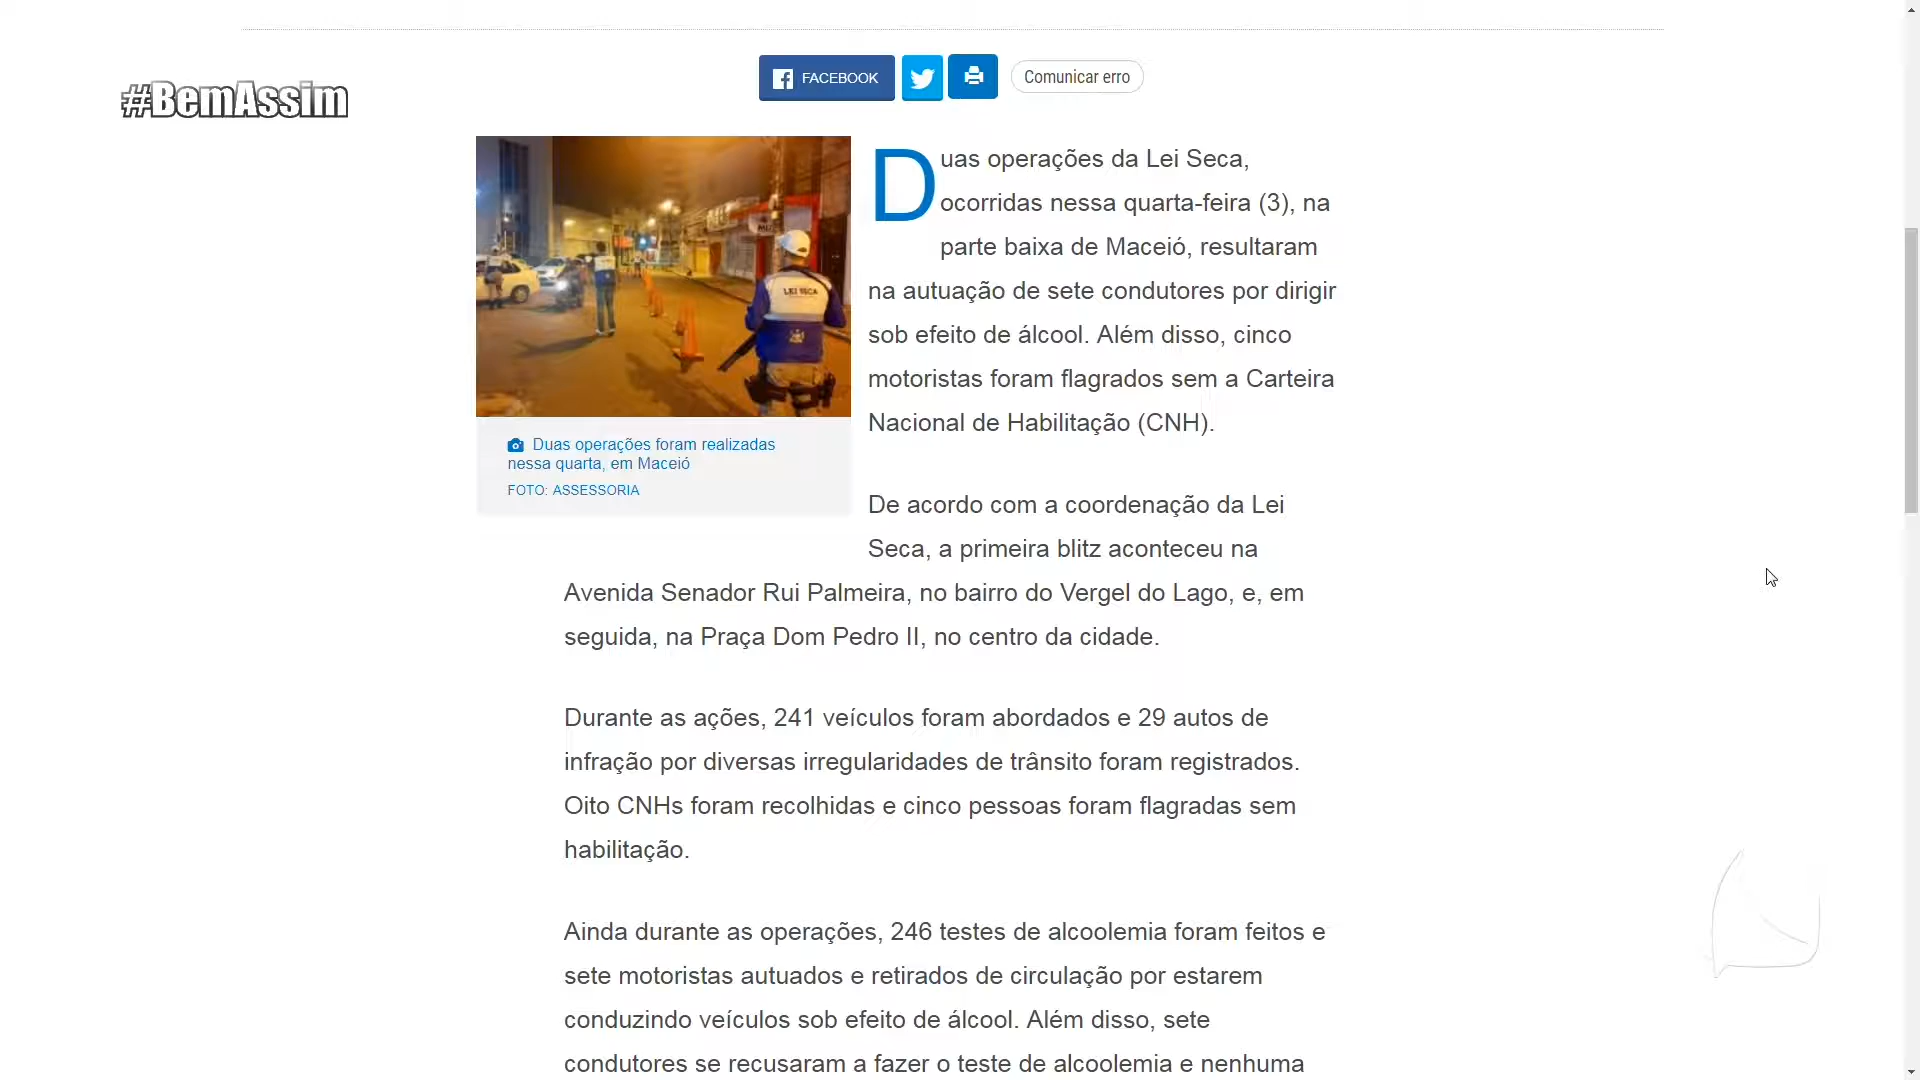 #BemAssim
FACEBOOK
Comunicar erro
LEI SECA
Duas operações foram realizadas
nessa quarta, em Maceió
FOTO: ASSESSORIA
Duas operações da Lei Seca,
ocorridas nessa quarta-feira (3), na
parte baixa de Maceió, resultaram
na autuação de sete condutores por dirigir
sob efeito de álcool. Além disso, cinco
motoristas foram flagrados sem a Carteira
Nacional de Habilitação (CNH).
De acordo com a coordenação da Lei
Seca, a primeira blitz aconteceu na
Avenida Senador Rui Palmeira, no bairro do Vergel do Lago, e, em
seguida, na Praça Dom Pedro II, no centro da cidade.
Durante as ações, 241 veículos foram abordados e 29 autos de
infração por diversas irregularidades de trânsito foram registrados.
Oito CNHs foram recolhidas e cinco pessoas foram flagradas sem
habilitação.
Ainda durante as operações, 246 testes de alcoolemia foram feitos e
sete motoristas autuados e retirados de circulação por estarem
conduzindo veículos sob efeito de álcool. Além disso, sete
condutores se recusaram a fazer o teste de alcoolemia e nenhuma